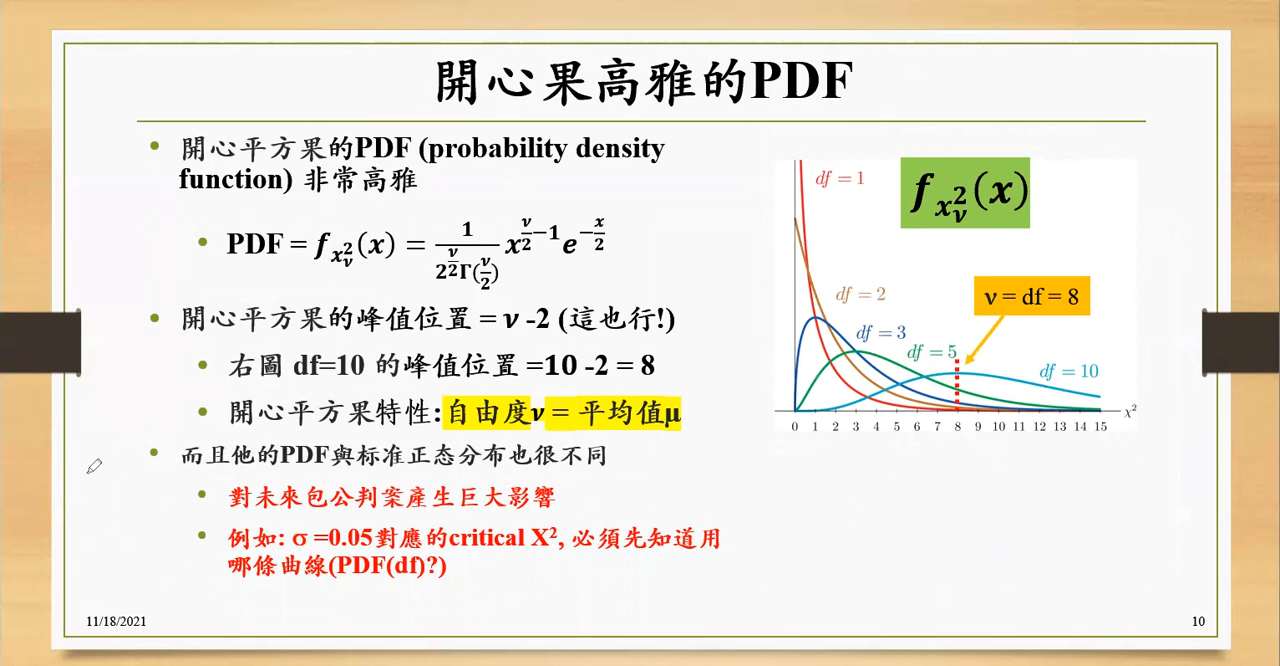 開心果高雅的PDF
• 開心平方果的PDF (probability density
function) 非常高雅
• PDF = f_{x²_ν}(x) = \frac{1}{2^{\frac{ν}{2}}Γ(\frac{ν}{2})} x^{\frac{ν}{2}-1} e^{-\frac{x}{2}}
• 開心平方果的峰值位置 = ν -2 (這也行!)
• 右圖 df=10 的峰值位置 =10 -2 = 8
• 開心平方果特性:自由度ν = 平均值μ
• 而且他的PDF與标准正态分布也很不同
• 對未來包公判案產生巨大影響
• 例如: σ =0.05對應的critical X², 必須先知道用
哪條曲線(PDF(df)?)
f_{x²_ν}(x)
df = 1
df = 2
ν = df = 8
df = 3
df = 5
df = 10
χ²
0 1 2 3 4 5 6 7 8 9 10 11 12 13 14 15
11/18/2021
10